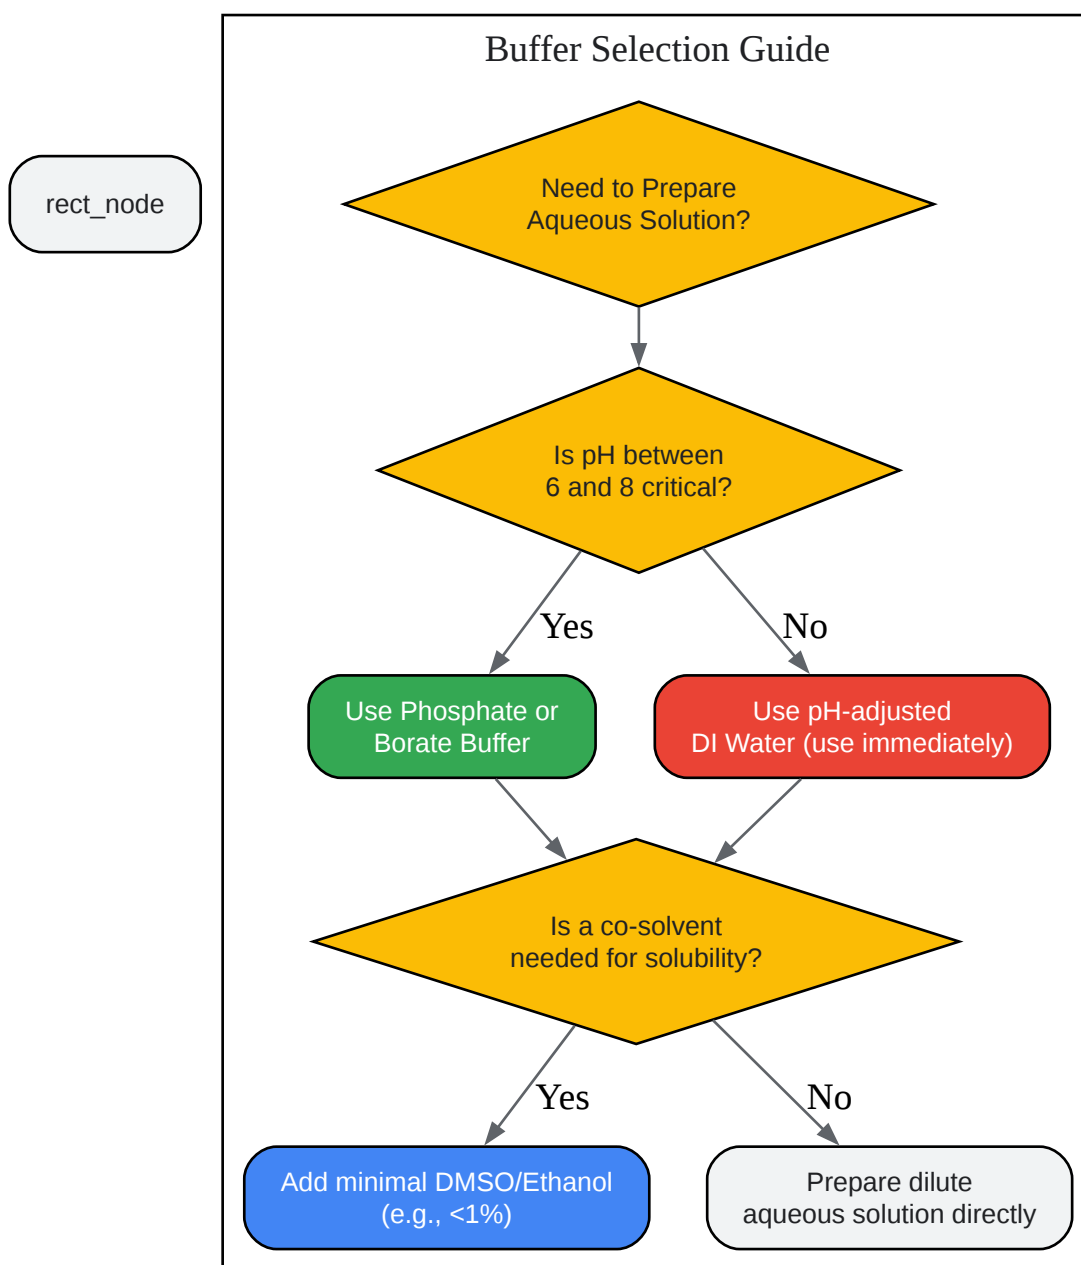 Buffer Selection Guide
rect_node
Need to Prepare
Aqueous Solution?
Is pH between
6 and 8 critical?
Yes
No
Use Phosphate or
Borate Buffer
Use pH-adjusted
DI Water (use immediately)
Is a co-solvent
needed for solubility?
Yes
No
Add minimal DMSO/Ethanol
(e.g., <1%)
Prepare dilute
aqueous solution directly